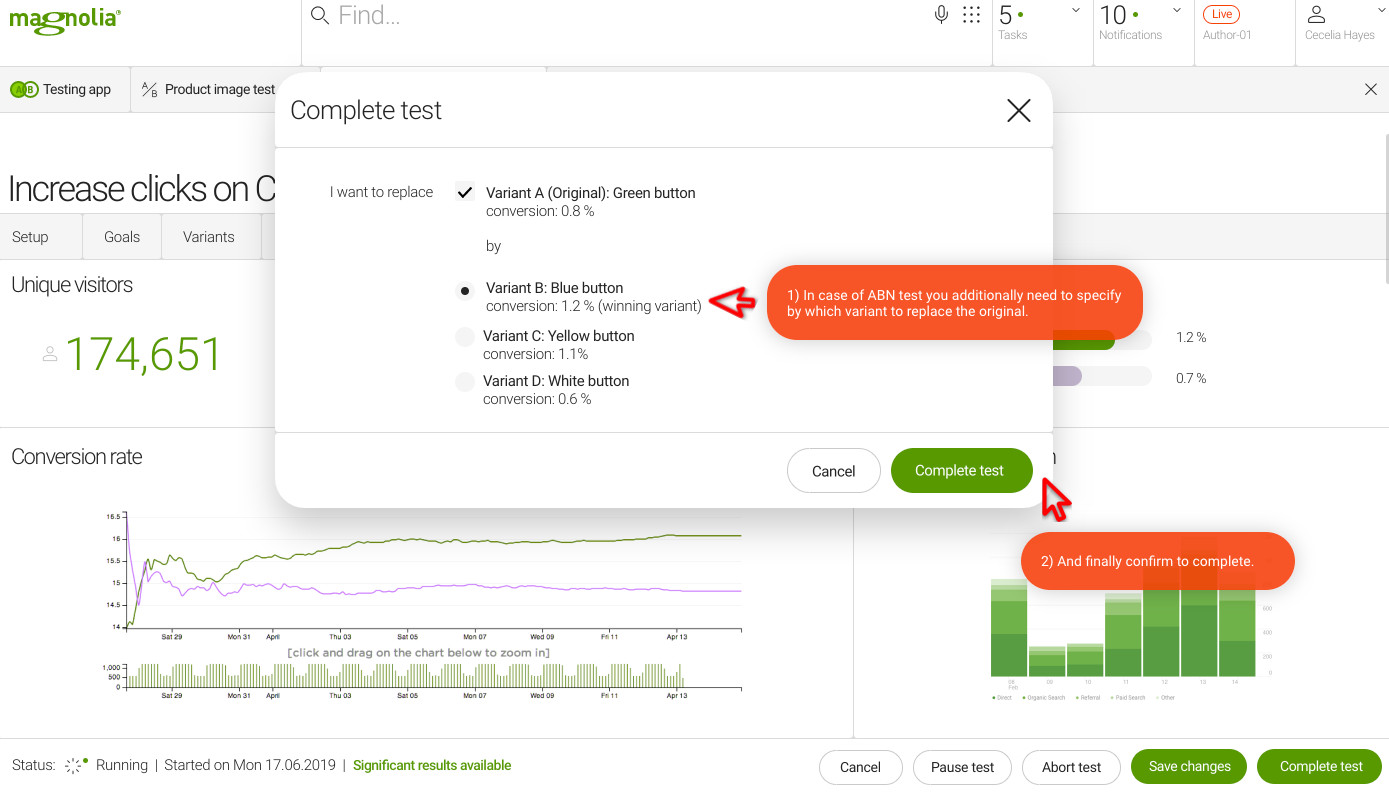 magnolia®
Find...
5
Tasks
10
Notifications
Live
Author-01
Cecelia Hayes
AB Testing app
A/B Product image test
Complete test
Increase clicks on C
Setup
Goals
Variants
I want to replace
Variant A (Original): Green button
conversion: 0.8 %
by
Variant B: Blue button
conversion: 1.2 % (winning variant)
Variant C: Yellow button
conversion: 1.1%
Variant D: White button
conversion: 0.6 %
Cancel
Complete test
1) In case of ABN test you additionally need to specify
by which variant to replace the original.
2) And finally confirm to complete.
Unique visitors
174,651
1.2 %
0.7 %
Conversion rate
16.5
16
15.5
15
14.5
14
Sat 29
Mon 31
April
Thu 03
Sat 05
Mon 07
Wed 09
Fri 11
Apr 13
[click and drag on the chart below to zoom in]
1,000
500
0
Sat 29
Mon 31
April
Thu 03
Sat 05
Mon 07
Wed 09
Fri 11
Apr 13
600
400
200
0
08
Feb
09
10
11
12
13
14
Direct
Organic Search
Referral
Paid Search
Other
Status:
Running | Started on Mon 17.06.2019 | Significant results available
Cancel
Pause test
Abort test
Save changes
Complete test